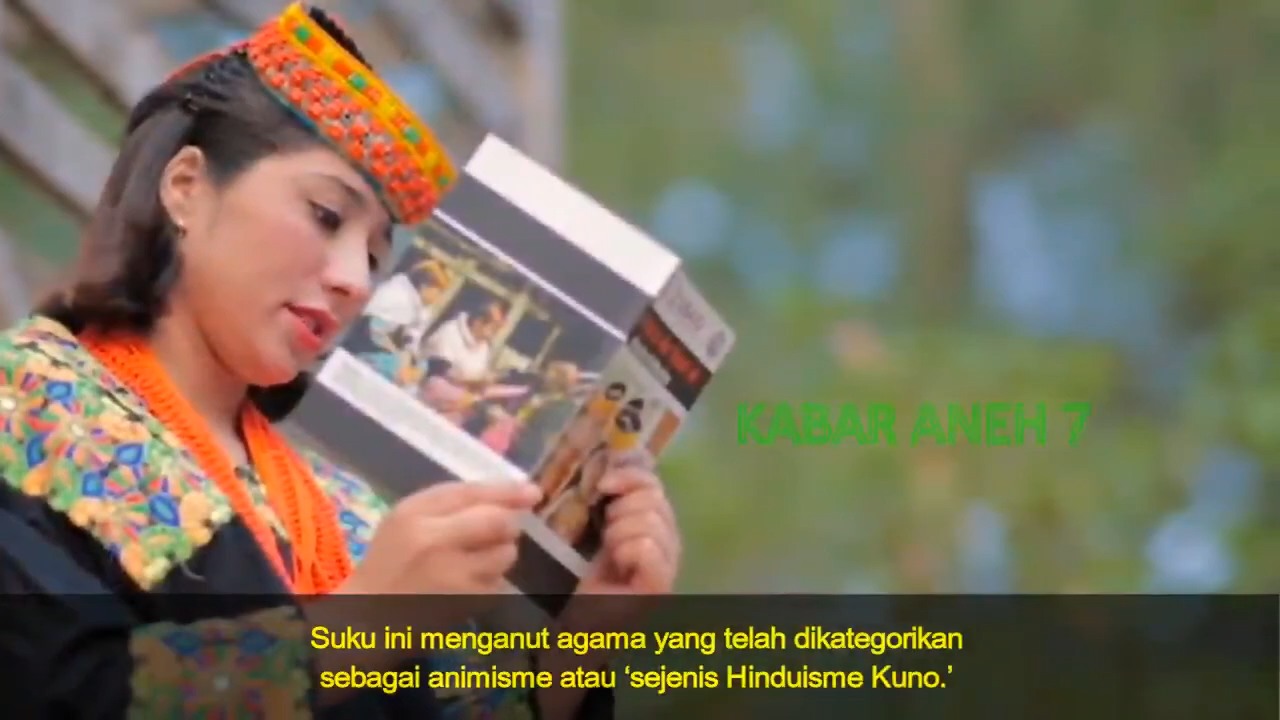 KABAR ANEH 7
Suku ini menganut agama yang telah dikategorikan
sebagai animisme atau ‘sejenis Hinduisme Kuno.’